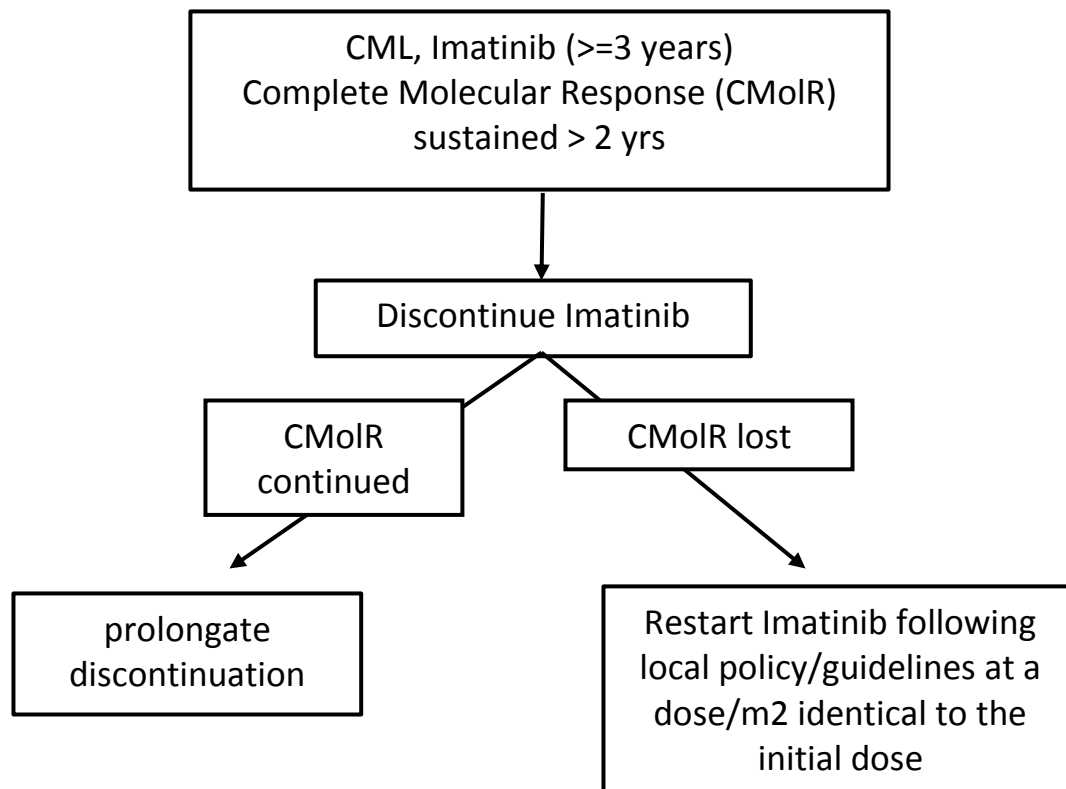 CML, Imatinib (>=3 years)
Complete Molecular Response (CMolR)
sustained > 2 yrs
Discontinue Imatinib
CMolR
continued
CMolR lost
prolongate
discontinuation
Restart Imatinib following
local policy/guidelines at a
dose/m2 identical to the
initial dose